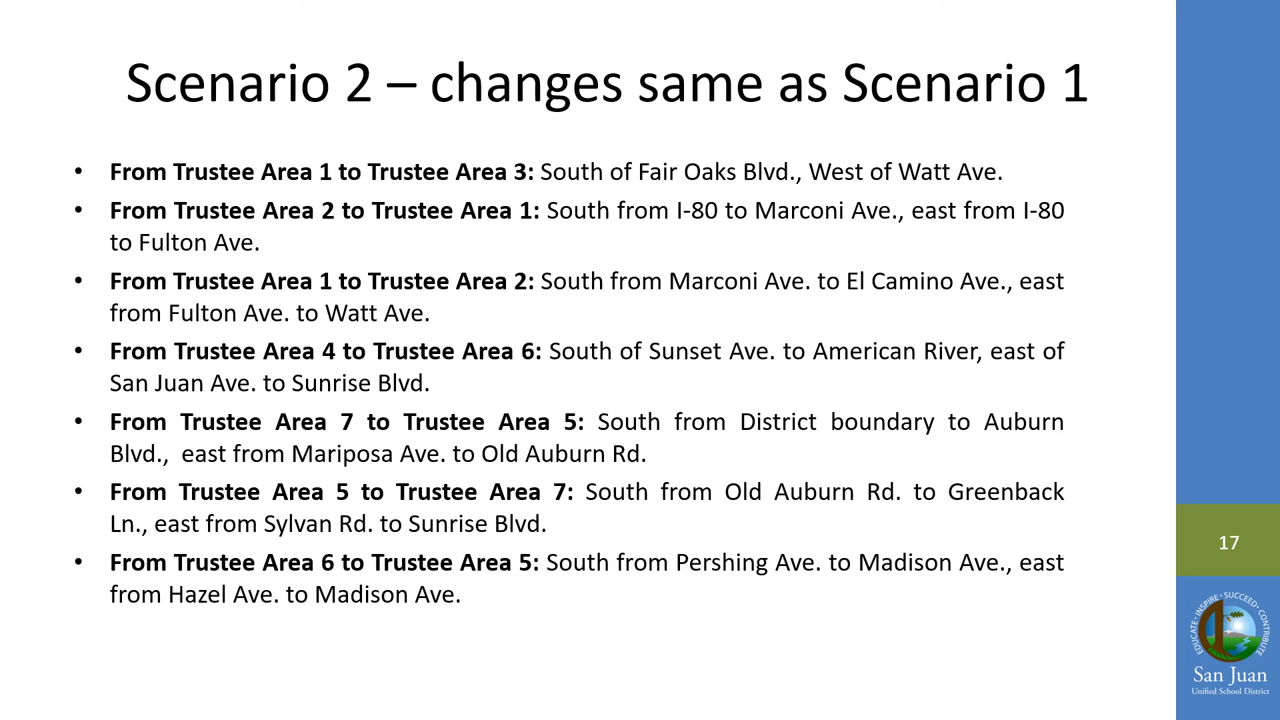 Scenario 2 – changes same as Scenario 1
• From Trustee Area 1 to Trustee Area 3: South of Fair Oaks Blvd., West of Watt Ave.
• From Trustee Area 2 to Trustee Area 1: South from I-80 to Marconi Ave., east from I-80
to Fulton Ave.
• From Trustee Area 1 to Trustee Area 2: South from Marconi Ave. to El Camino Ave., east
from Fulton Ave. to Watt Ave.
• From Trustee Area 4 to Trustee Area 6: South of Sunset Ave. to American River, east of
San Juan Ave. to Sunrise Blvd.
• From Trustee Area 7 to Trustee Area 5: South from District boundary to Auburn
Blvd., east from Mariposa Ave. to Old Auburn Rd.
• From Trustee Area 5 to Trustee Area 7: South from Old Auburn Rd. to Greenback
Ln., east from Sylvan Rd. to Sunrise Blvd.
• From Trustee Area 6 to Trustee Area 5: South from Pershing Ave. to Madison Ave., east
from Hazel Ave. to Madison Ave.
17
EDUCATE • INSPIRE • SUCCEED • CONTRIBUTE
San Juan
Unified School District